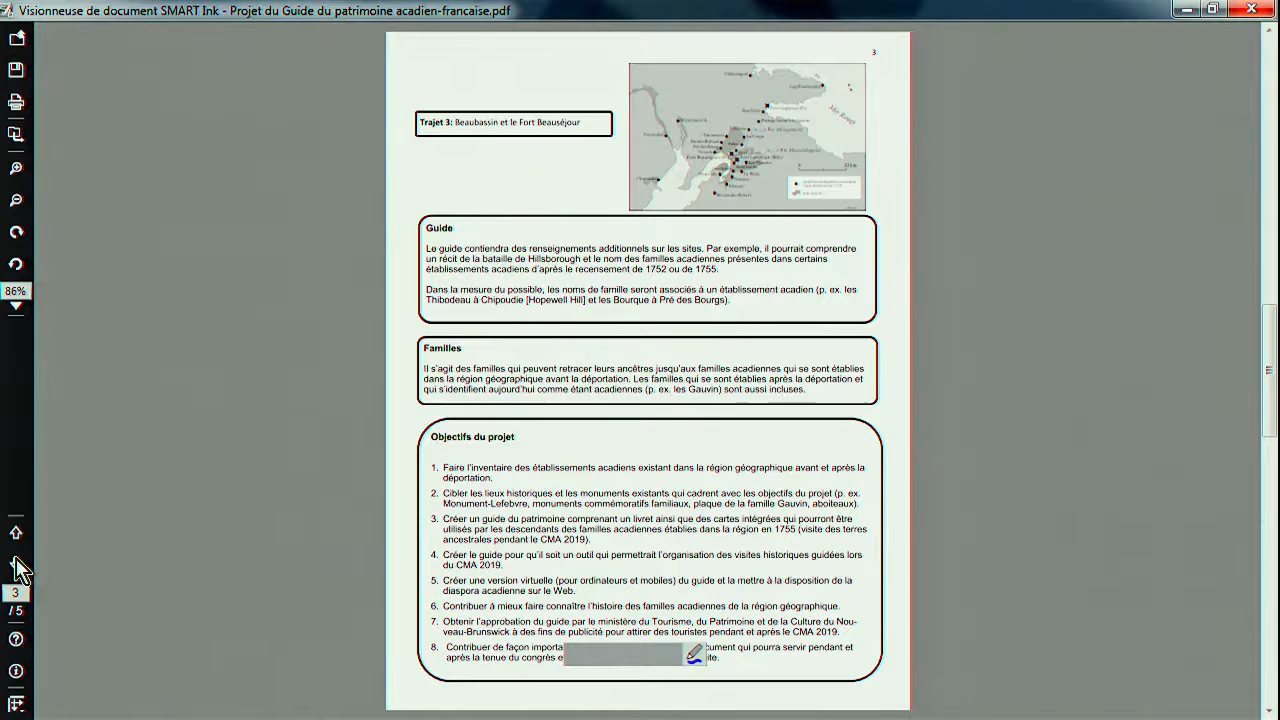 Visionneuse de document SMART Ink - Projet du Guide du patrimoine acadien-francaise.pdf
3
Trajet 3: Beaubassin et le Fort Beauséjour
Guide
Le guide contiendra des renseignements additionnels sur les sites. Par exemple, il pourrait comprendre
un récit de la bataille de Hillsborough et le nom des familles acadiennes présentes dans certains
établissements acadiens d'après le recensement de 1752 ou de 1755.
Dans la mesure du possible, les noms de famille seront associés à un établissement acadien (p. ex. les
Thibodeau à Chipoudie [Hopewell Hill] et les Bourque à Pré des Bourgs).
Familles
Il s'agit des familles qui peuvent retracer leurs ancêtres jusqu'aux familles acadiennes qui se sont établies
dans la région géographique avant la déportation. Les familles qui se sont établies après la déportation et
qui s'identifient aujourd'hui comme étant acadiennes (p. ex. les Gauvin) sont aussi incluses.
Objectifs du projet
1. Faire l'inventaire des établissements acadiens existant dans la région géographique avant et après la
déportation.
2. Cibler les lieux historiques et les monuments existants qui cadrent avec les objectifs du projet (p. ex.
Monument-Lefebvre, monuments commémoratifs familiaux, plaque de la famille Gauvin, aboiteaux).
3. Créer un guide du patrimoine comprenant un livret ainsi que des cartes intégrées qui pourront être
utilisés par les descendants des familles acadiennes établies dans la région en 1755 (visite des terres
ancestrales pendant le CMA 2019).
4. Créer le guide pour qu'il soit un outil qui permettrait l'organisation des visites historiques guidées lors
du CMA 2019.
5. Créer une version virtuelle (pour ordinateurs et mobiles) du guide et la mettre à la disposition de la
diaspora acadienne sur le Web.
6. Contribuer à mieux faire connaître l'histoire des familles acadiennes de la région géographique.
7. Obtenir l'approbation du guide par le ministère du Tourisme, du Patrimoine et de la Culture du Nou-
veau-Brunswick à des fins de publicité pour attirer des touristes pendant et après le CMA 2019.
8. Contribuer de façon importa cument qui pourra servir pendant et
après la tenue du congrès e ite.
86%
3
/ 5